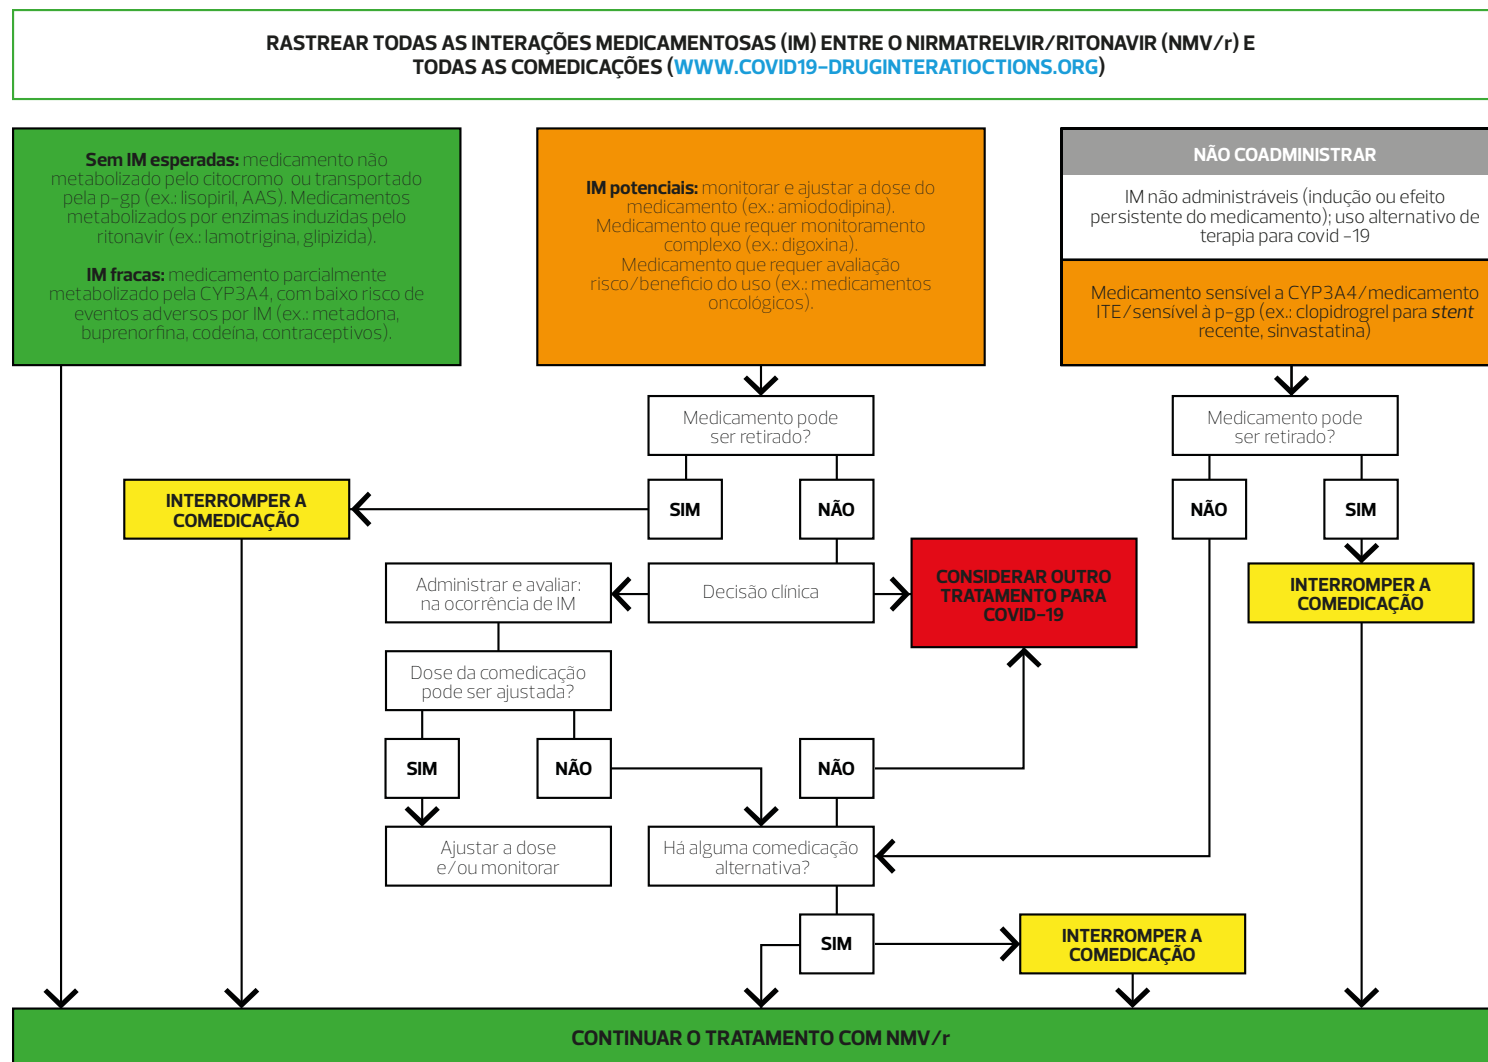 RASTREAR TODAS AS INTERAÇÕES MEDICAMENTOSAS (IM) ENTRE O NIRMATRELVIR/RITONAVIR (NMV/r) E
TODAS AS COMEDICAÇÕES (WWW.COVID19-DRUGINTERATIOCTIONS.ORG)
Sem IM esperadas: medicamento não
metabolizado pelo citocromo ou transportado
pela p-gp (ex.: lisopiril, AAS). Medicamentos
metabolizados por enzimas induzidas pelo
ritonavir (ex.: lamotrigina, glipizida).
IM fracas: medicamento parcialmente
metabolizado pela CYP3A4, com baixo risco de
eventos adversos por IM (ex.: metadona,
buprenorfina, codeína, contraceptivos).
IM potenciais: monitorar e ajustar a dose do
medicamento (ex.: amiododipina).
Medicamento que requer monitoramento
complexo (ex.: digoxina).
Medicamento que requer avaliação
risco/beneficio do uso (ex.: medicamentos
oncológicos).
NÃO COADMINISTRAR
IM não administráveis (indução ou efeito
persistente do medicamento); uso alternativo de
terapia para covid -19
Medicamento sensível a CYP3A4/medicamento
ITE/sensível à p-gp (ex.: clopidrogrel para stent
recente, sinvastatina)
Medicamento pode
ser retirado?
Medicamento pode
ser retirado?
INTERROMPER A
COMEDICAÇÃO
SIM
NÃO
NÃO
SIM
Administrar e avaliar:
na ocorrência de IM
Decisão clínica
CONSIDERAR OUTRO
TRATAMENTO PARA
COVID-19
INTERROMPER A
COMEDICAÇÃO
Dose da comedicação
pode ser ajustada?
SIM
NÃO
NÃO
Ajustar a dose
e/ou monitorar
Há alguma comedicação
alternativa?
SIM
INTERROMPER A
COMEDICAÇÃO
CONTINUAR O TRATAMENTO COM NMV/r